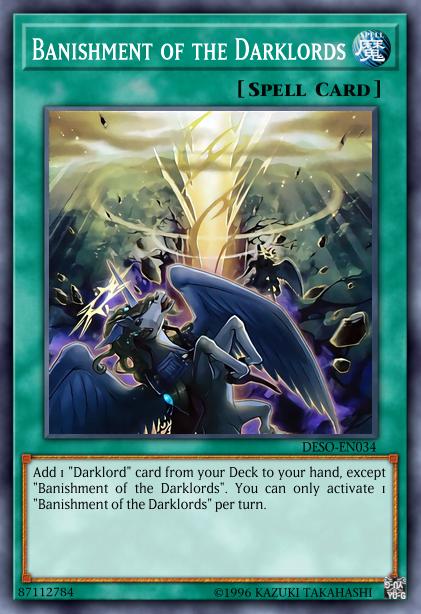 BANISHMENT OF THE DARKLORDS SPELL 魔
[SPELL CARD]
DESO-EN034
Add 1 "Darklord" card from your Deck to your hand, except
"Banishment of the Darklords". You can only activate 1
"Banishment of the Darklords" per turn.
87112784 ©1996 KAZUKI TAKAHASHI